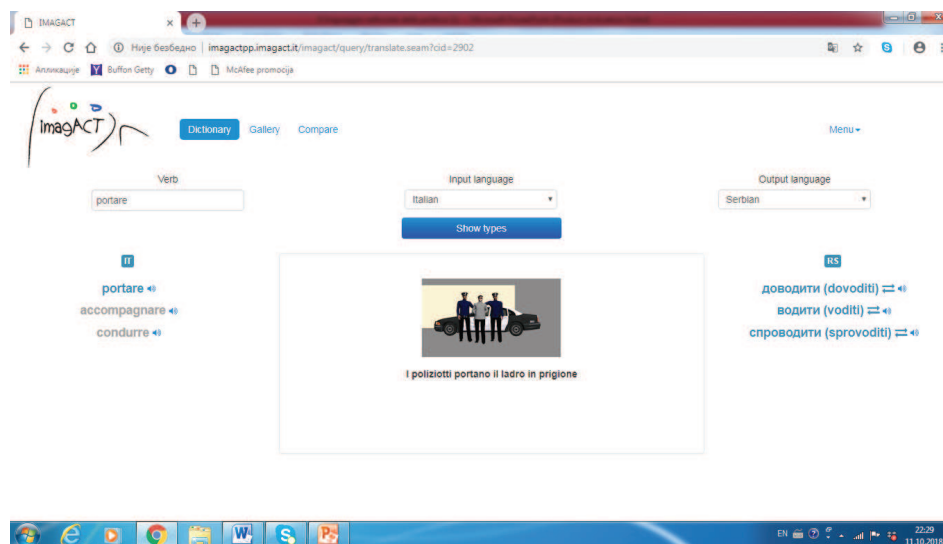 IMAGACT
Није безбедно | imagactpp.imagact.it/imagact/query/translate.seam?cid=2902
Апликације Buffon Getty McAfee promocija
imagACT
Dictionary Gallery Compare Menu
Verb Input language Output language
portare Italian Serbian
Show types
IT RS
portare доводити (dovoditi)
accompagnare водити (voditi)
condurre спроводити (sprovoditi)
I poliziotti portano il ladro in prigione
EN 22:29
11.10.2018